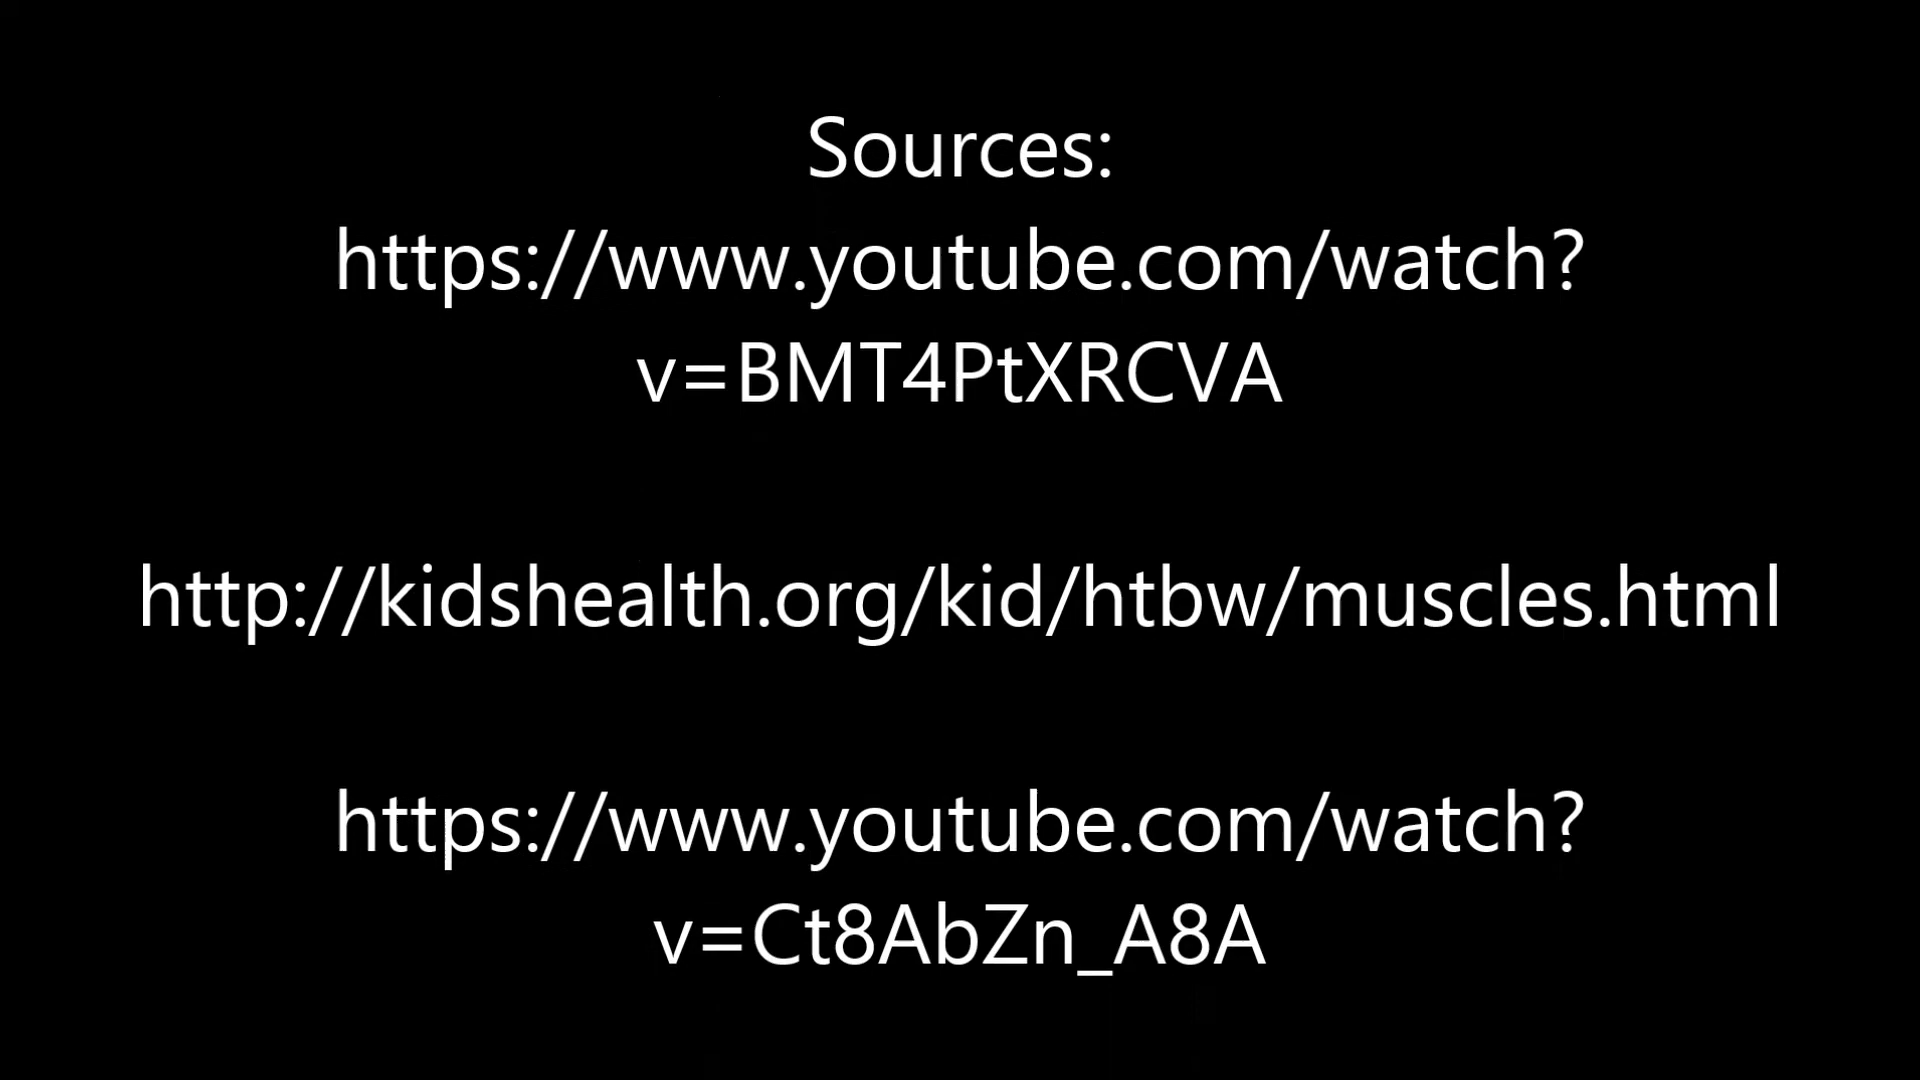 Sources:
https://www.youtube.com/watch?
v=BMT4PtXRCVA
http://kidshealth.org/kid/htbw/muscles.html
https://www.youtube.com/watch?
v=Ct8AbZn_A8A